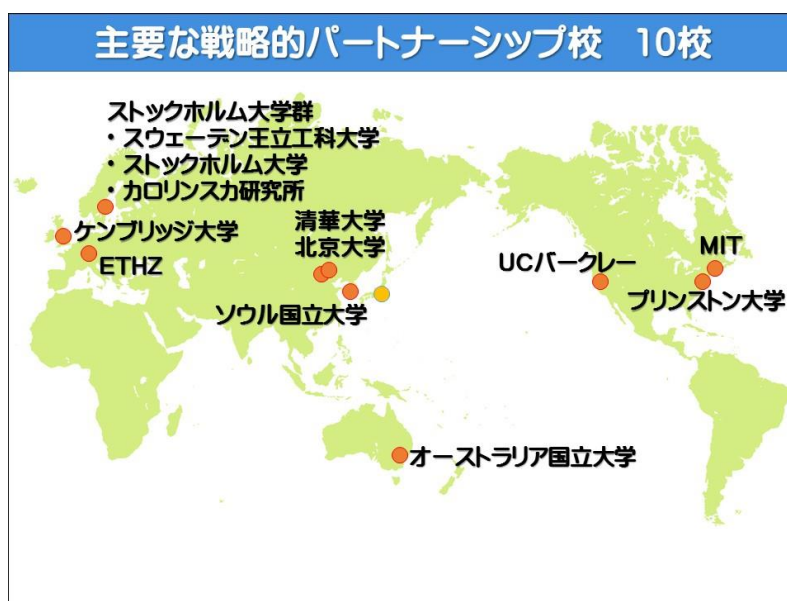 主要な戦略的パートナーシップ校　10校
ストックホルム大学群
・スウェーデン王立工科大学
・ストックホルム大学
・カロリンスカ研究所
ケンブリッジ大学
ETHZ
清華大学
北京大学
ソウル国立大学
UCバークレー
MIT
プリンストン大学
オーストラリア国立大学